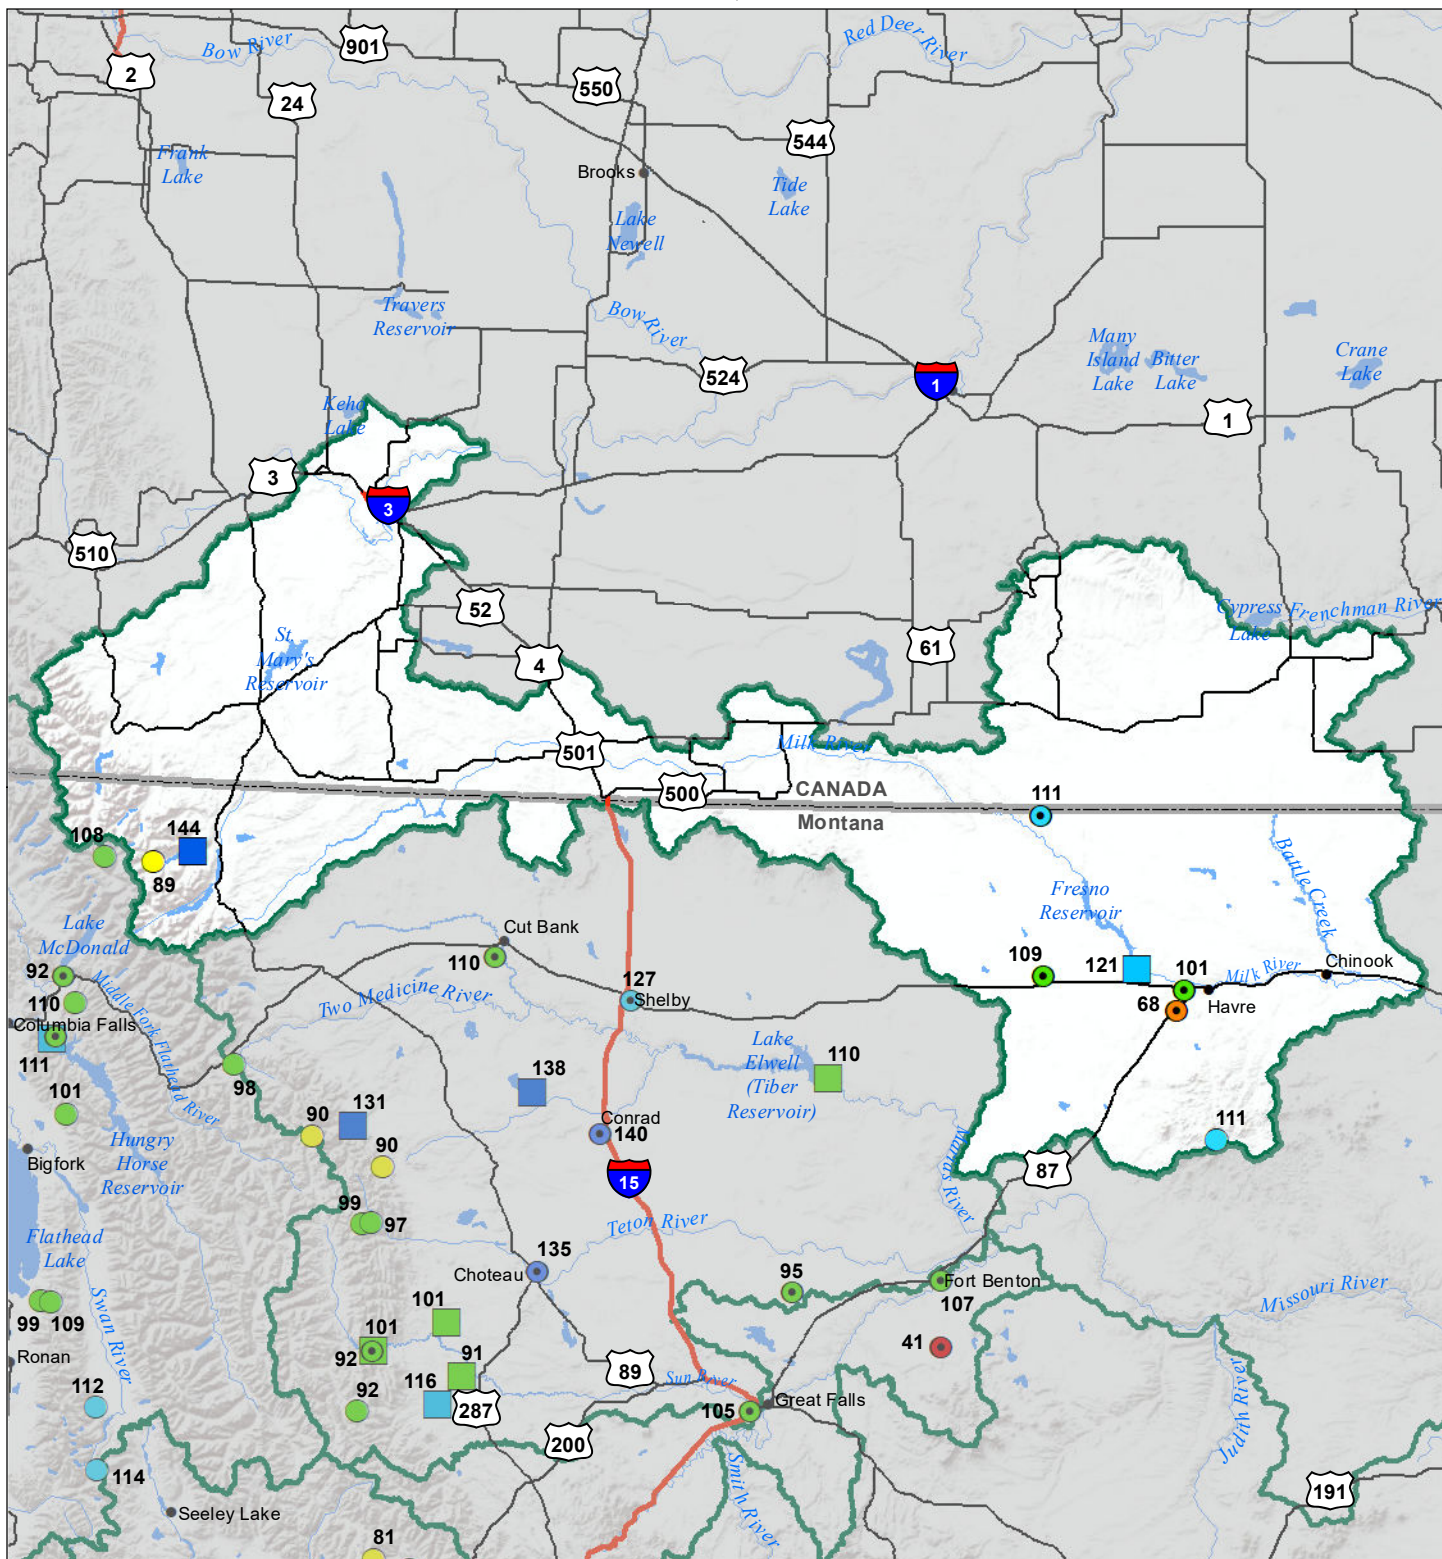 Bow River
901
Red Deer River
2
550
24
544
Frank
Lake
Brooks
Tide
Lake
Lake
Newell
Travers
Reservoir
Bow River
Many
Island
Lake
Bitter
Lake
Crane
Lake
524
1
Keho
Lake
1
3
3
510
52
Cypress
Lake
Frenchman River
St.
Mary's
Reservoir
61
4
501
Milk River
500
CANADA
Montana
111
108
144
89
Battle Creek
Fresno
Reservoir
Lake
McDonald
Cut Bank
110
109
121
101
Milk River
Chinook
92
127
Shelby
68
Havre
110
Middle Fork Flathead River
Two Medicine River
Columbia Falls
111
Lake
Elwell
(Tiber
Reservoir)
110
98
138
101
131
90
90
Conrad
140
111
Hungry
Horse
Reservoir
Bigfork
Marias River
15
87
99
97
Teton River
Flathead
Lake
135
Choteau
95
Fort Benton
107
Missouri River
99
109
Swan River
101
101
92
41
Ronan
91
89
Sun River
116
287
112
92
105
Great Falls
Judith River
200
114
Smith River
191
Seeley Lake
81